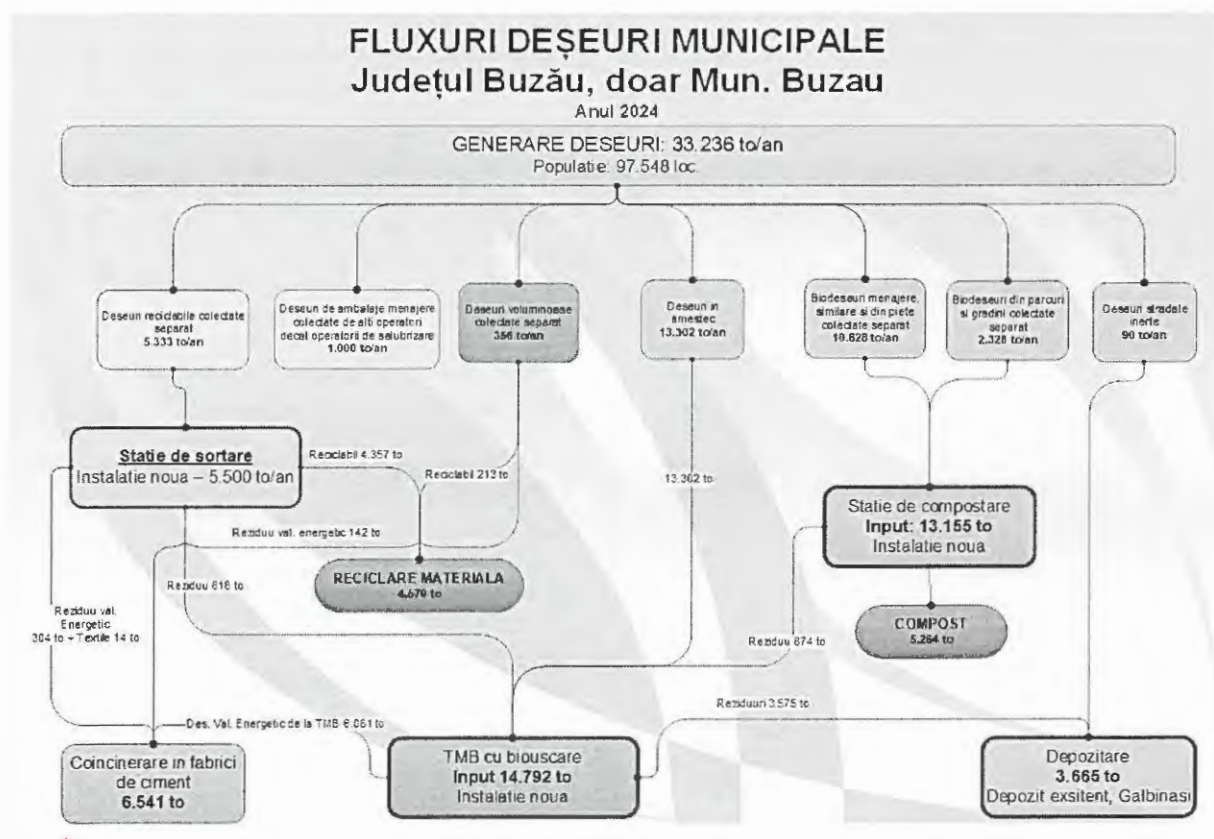 FLUXURI DEȘEURI MUNICIPALE
Județul Buzău, doar Mun. Buzau
Anul 2024
GENERARE DESEURI: 33.236 to/an
Populatie: 97.548 loc.
Deseuri reciclabile colectate
separat
5.333 to/an
Deseuri de ambalaje menajere
colectate de alti operatori
decat operatorii de salubrizare
1.000 to/an
Deseuri voluminoase
colectate separat
356 to/an
Deseuri in
amestec
13.302 to/an
Biodeseuri menajere,
similare si din piete
colectate separat
10.828 to/an
Biodeseuri din parcuri
si gradini colectate
separat
2.328 to/an
Deseuri stradale
inerte
90 to/an
Statie de sortare
Instalatie noua – 5.500 to/an
Reciclabil 4.357 to
Reciclabil 213 to
13.302 to
Statie de compostare
Input: 13.155 to
Instalatie noua
Reziduu val. energetic 142 to
RECICLARE MATERIALA
4.570 to
Reziduu 616 to
Reziduu val.
Energetic
304 to + Textile 14 to
COMPOST
5.264 to
Reziduu 874 to
Reziduuri 3.575 to
Des. Val. Energetic de la TMB 6.081 to
Coincinerare in fabrici
de ciment
6.541 to
TMB cu biouscare
Input 14.792 to
Instalatie noua
Depozitare
3.665 to
Depozit exsitent, Galbinasi